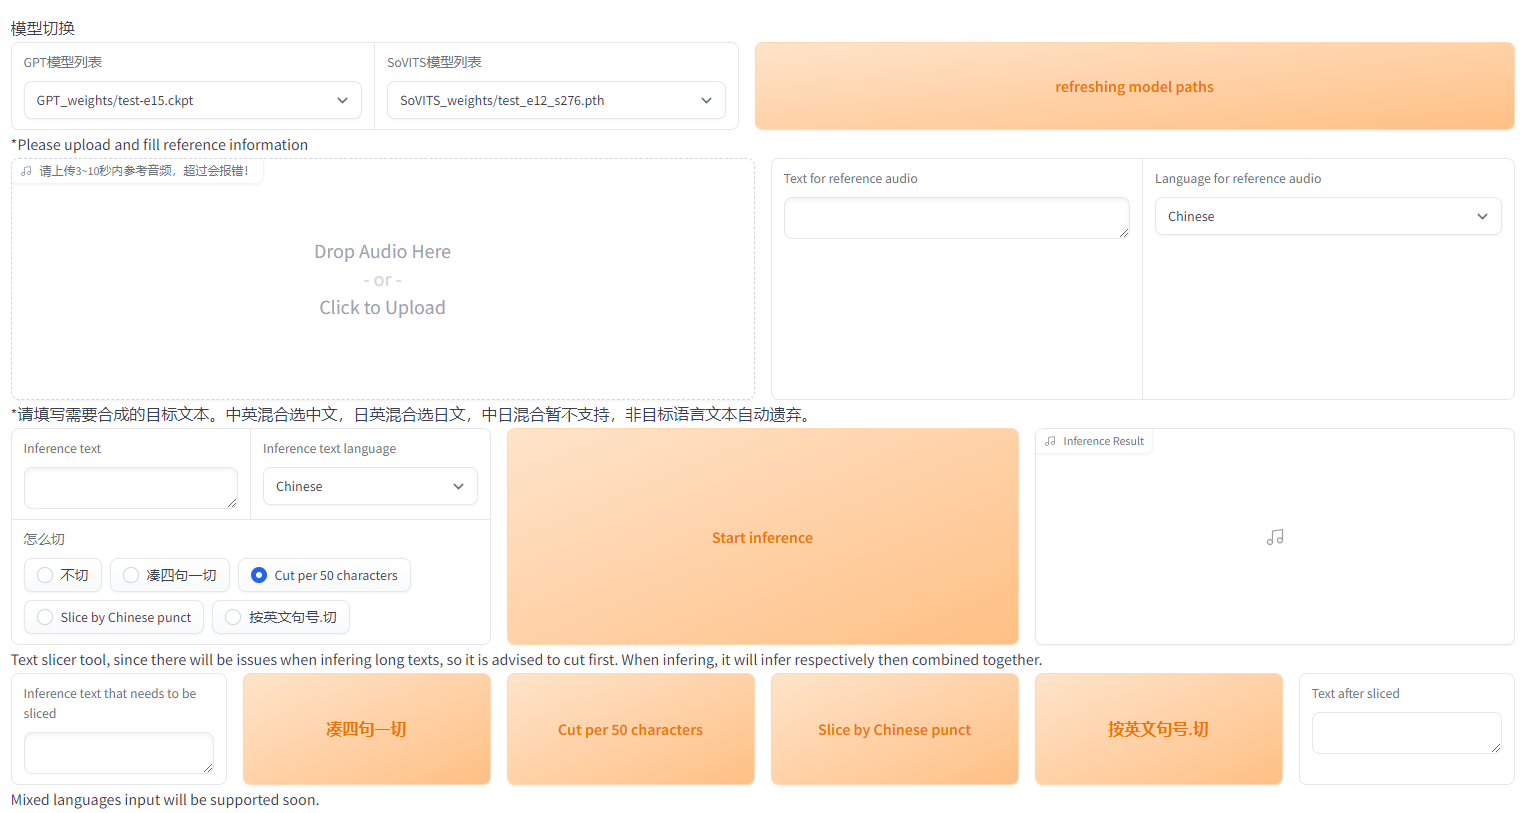 模型切换
GPT模型列表
GPT_weights/test-e15.ckpt
SoVITS模型列表
SoVITS_weights/test_e12_s276.pth
refreshing model paths
*Please upload and fill reference information
请上传3~10秒内参考音频，超过会报错！
Drop Audio Here
- or -
Click to Upload
Text for reference audio
Language for reference audio
Chinese
*请填写需要合成的目标文本。中英混合选中文，日英混合选日文，中日混合暂不支持，非目标语言文本自动遗弃。
Inference text
Inference text language
Chinese
怎么切
不切
凑四句一切
Cut per 50 characters
Slice by Chinese punct
按英文句号.切
Start inference
Inference Result
Text slicer tool, since there will be issues when infering long texts, so it is advised to cut first. When infering, it will infer respectively then combined together.
Inference text that needs to be
sliced
凑四句一切
Cut per 50 characters
Slice by Chinese punct
按英文句号.切
Text after sliced
Mixed languages input will be supported soon.